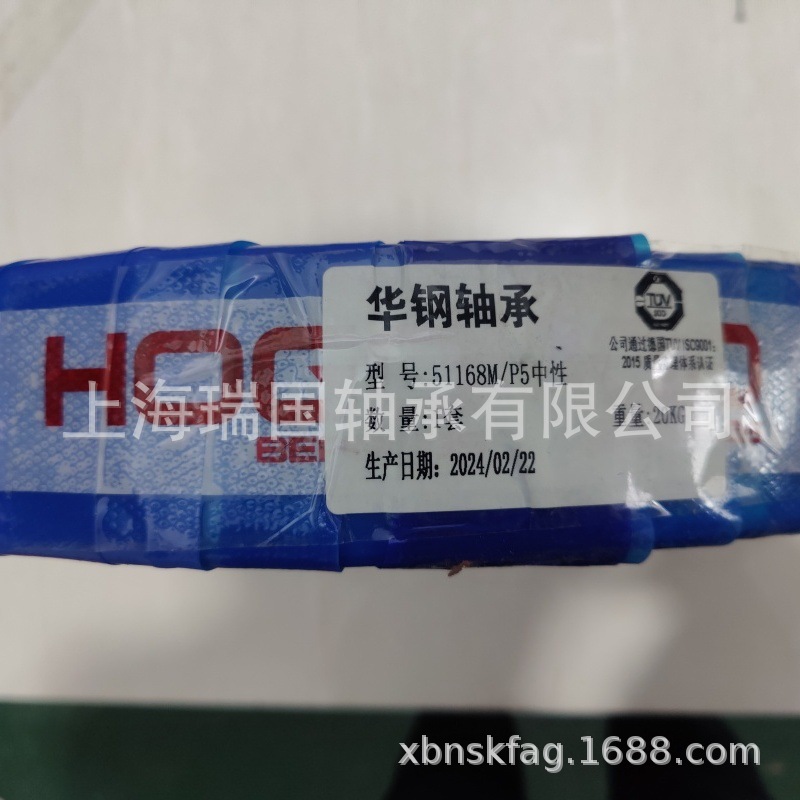 华钢轴承
TUV
公司通过德国TUV ISO9001:
2015 质量管理体系认证
型 号:51168M/P5中性
数 量:1套
重量:20KG
生产日期: 2024/02/22
上海瑞国轴承有限公司
xbnskfag.1688.com